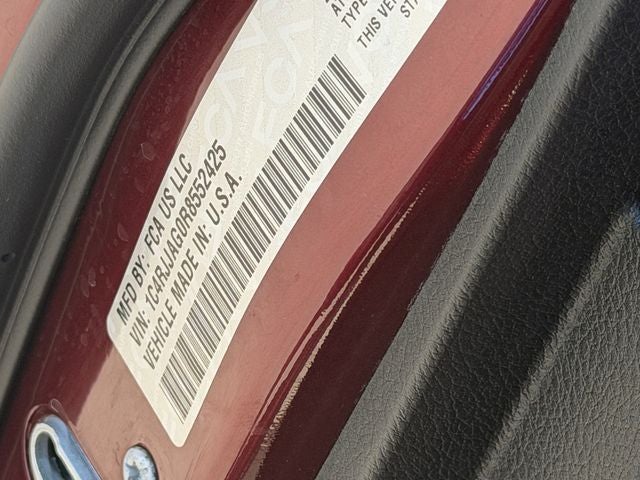 MFD BY: FCA US LLC
VIN: 1C4RJJAG0R8552425
VEHICLE MADE IN: U.S.A.
TYPE
THIS VE